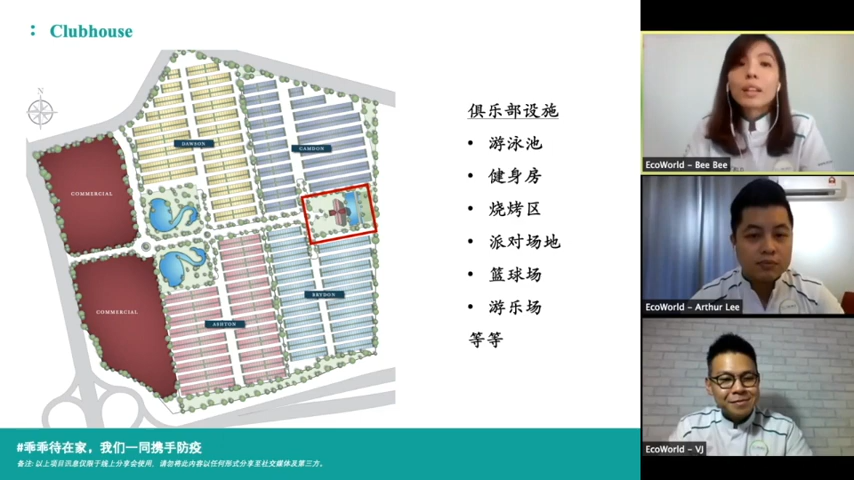 : Clubhouse
N
DAWSON
CAMDON
COMMERCIAL
COMMERCIAL
BRYDON
ASHTON
俱乐部设施
• 游泳池
• 健身房
• 烧烤区
• 派对场地
• 篮球场
• 游乐场
等等
#乖乖待在家，我们一同携手防疫
备注: 以上项目讯息仅限于线上分享会使用，请勿将此内容以任何形式分享至社交媒体及第三方。
EcoWorld - Bee Bee
EcoWorld - Arthur Lee
EcoWorld - VJ